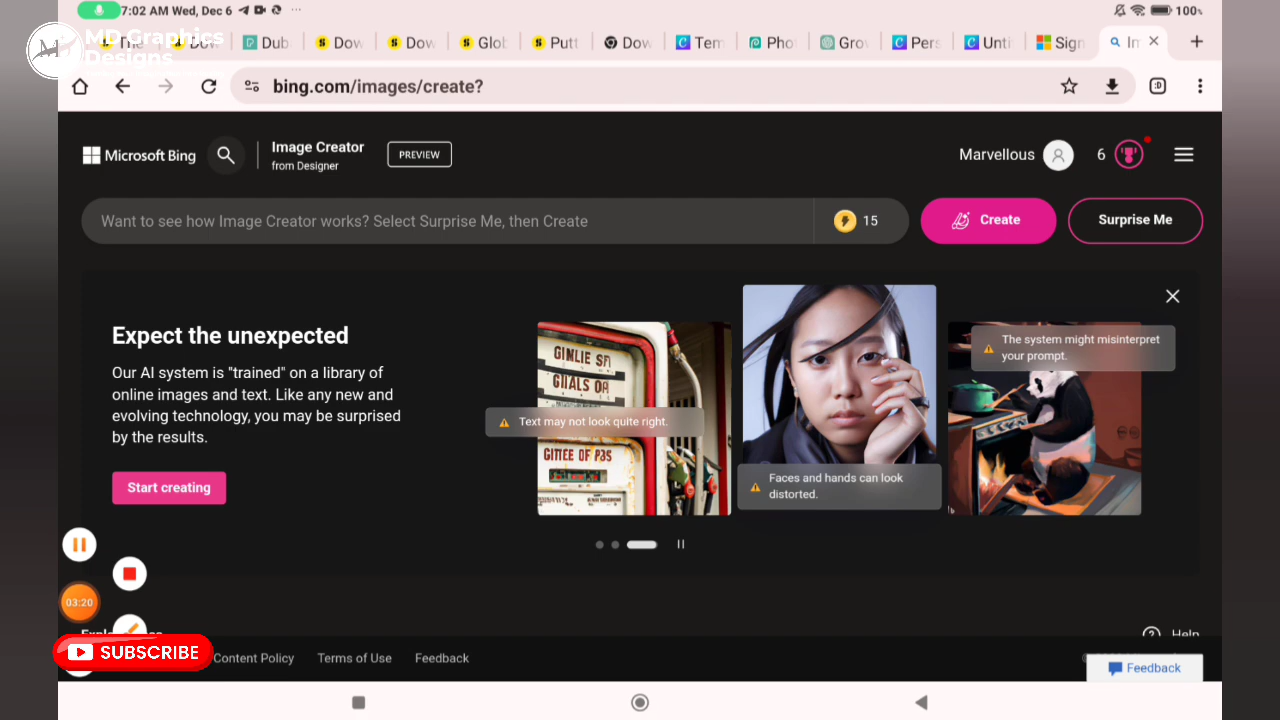 7:02 AM Wed, Dec 6
100%
MD Graphics
Designs
Dub
Dow
Dow
Glob
Putt
Dow
Tem
Pho
Grov
Pers
Unti
Sign
bing.com/images/create?
Microsoft Bing
Image Creator
from Designer
PREVIEW
Marvellous
6
Want to see how Image Creator works? Select Surprise Me, then Create
15
Create
Surprise Me
Expect the unexpected
Our AI system is "trained" on a library of
online images and text. Like any new and
evolving technology, you may be surprised
by the results.
Start creating
GITTEE OF PBS
Text may not look quite right.
Faces and hands can look
distorted.
The system might misinterpret
your prompt.
03:20
Help
SUBSCRIBE
Content Policy
Terms of Use
Feedback
Feedback